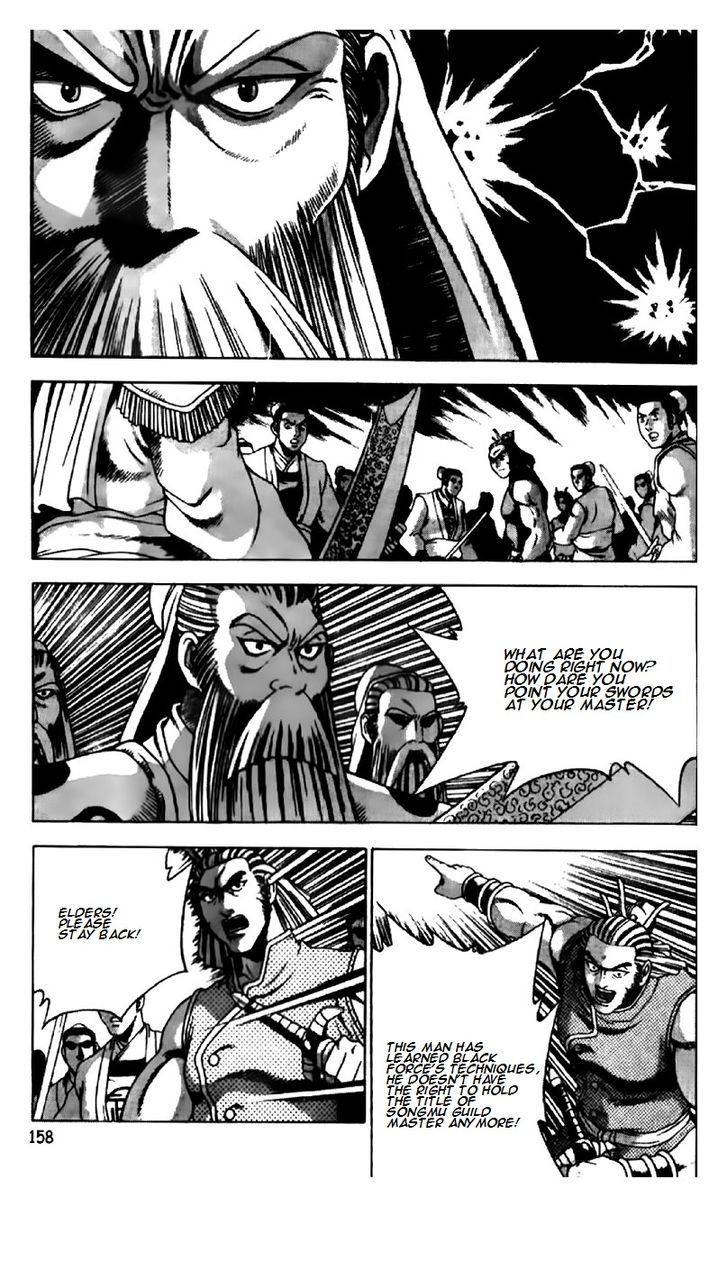 WHAT ARE YOU
DOING RIGHT NOW?
HOW DARE YOU
POINT YOUR SWORDS
AT YOUR MASTER!
ELDERS!
PLEASE
STAY BACK!
THIS MAN HAS
LEARNED BLACK
FORCE'S TECHNIQUES,
HE DOESN'T HAVE
THE RIGHT TO HOLD
THE TITLE OF
SONGMU GUILD
MASTER ANYMORE!
158